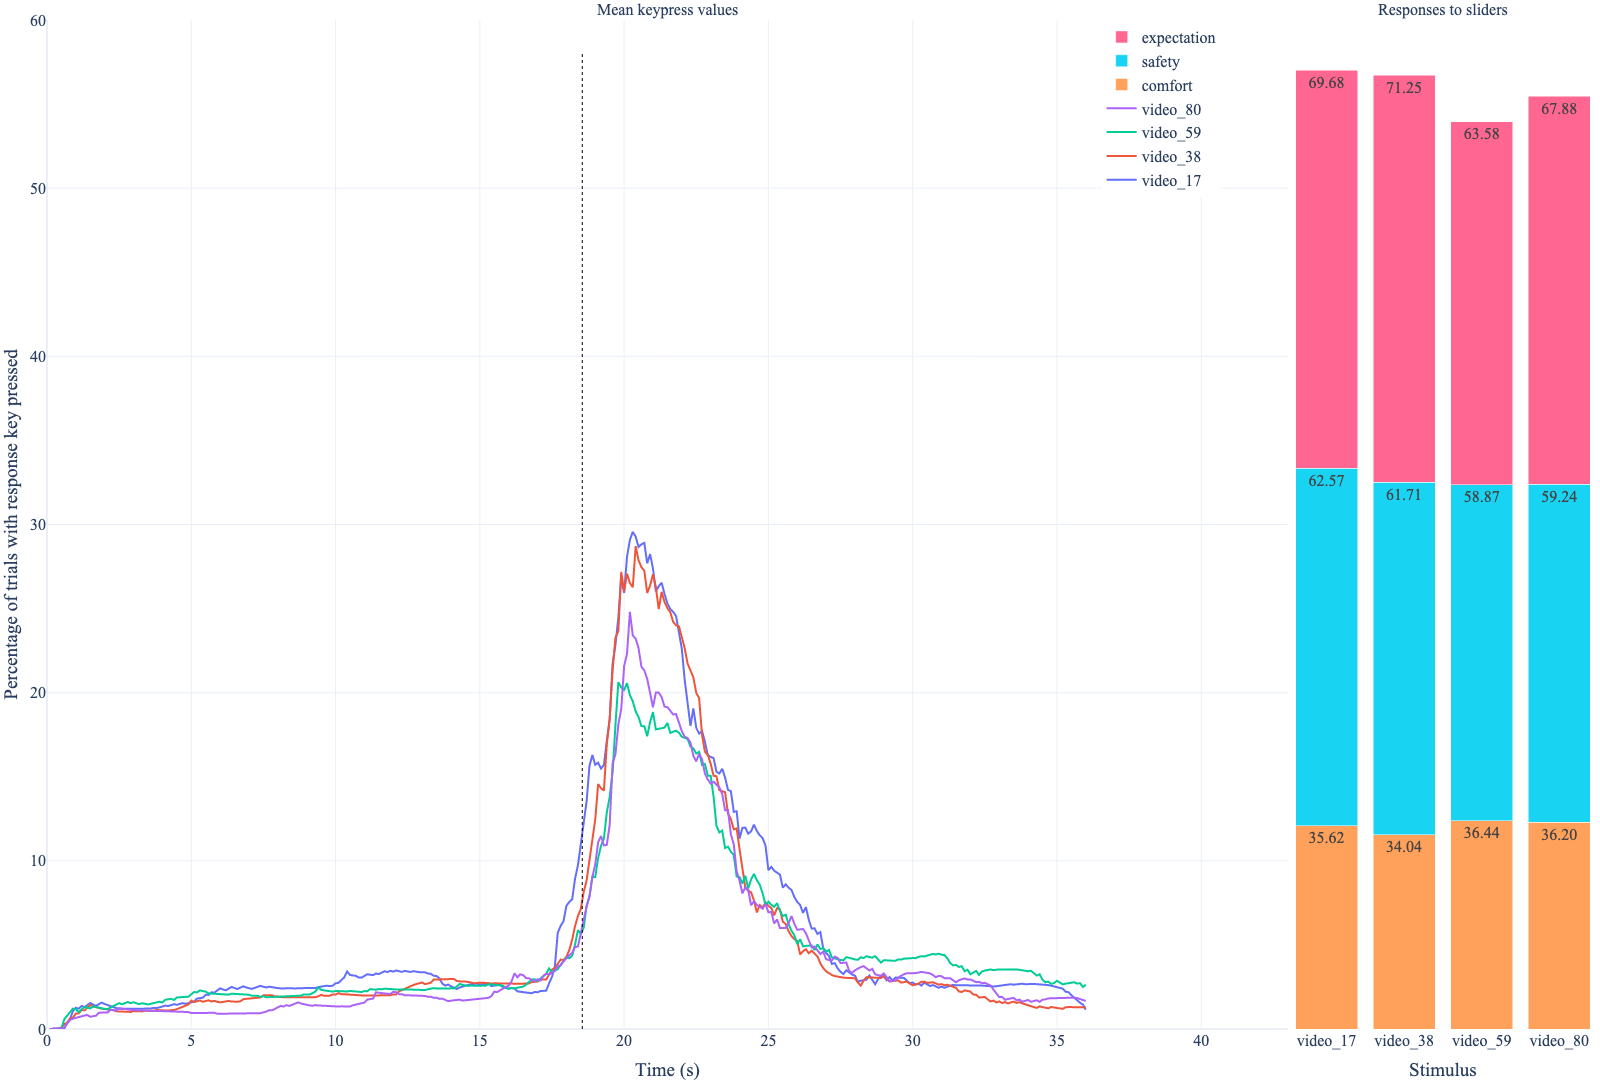 Mean keypress values
Responses to sliders
60
50
40
30
20
10
0
Percentage of trials with response key pressed
0 5 10 15 20 25 30 35 40
Time (s)
expectation
safety
comfort
video_80
video_59
video_38
video_17
69.68 71.25 63.58 67.88
62.57 61.71 58.87 59.24
35.62 34.04 36.44 36.20
video_17 video_38 video_59 video_80
Stimulus